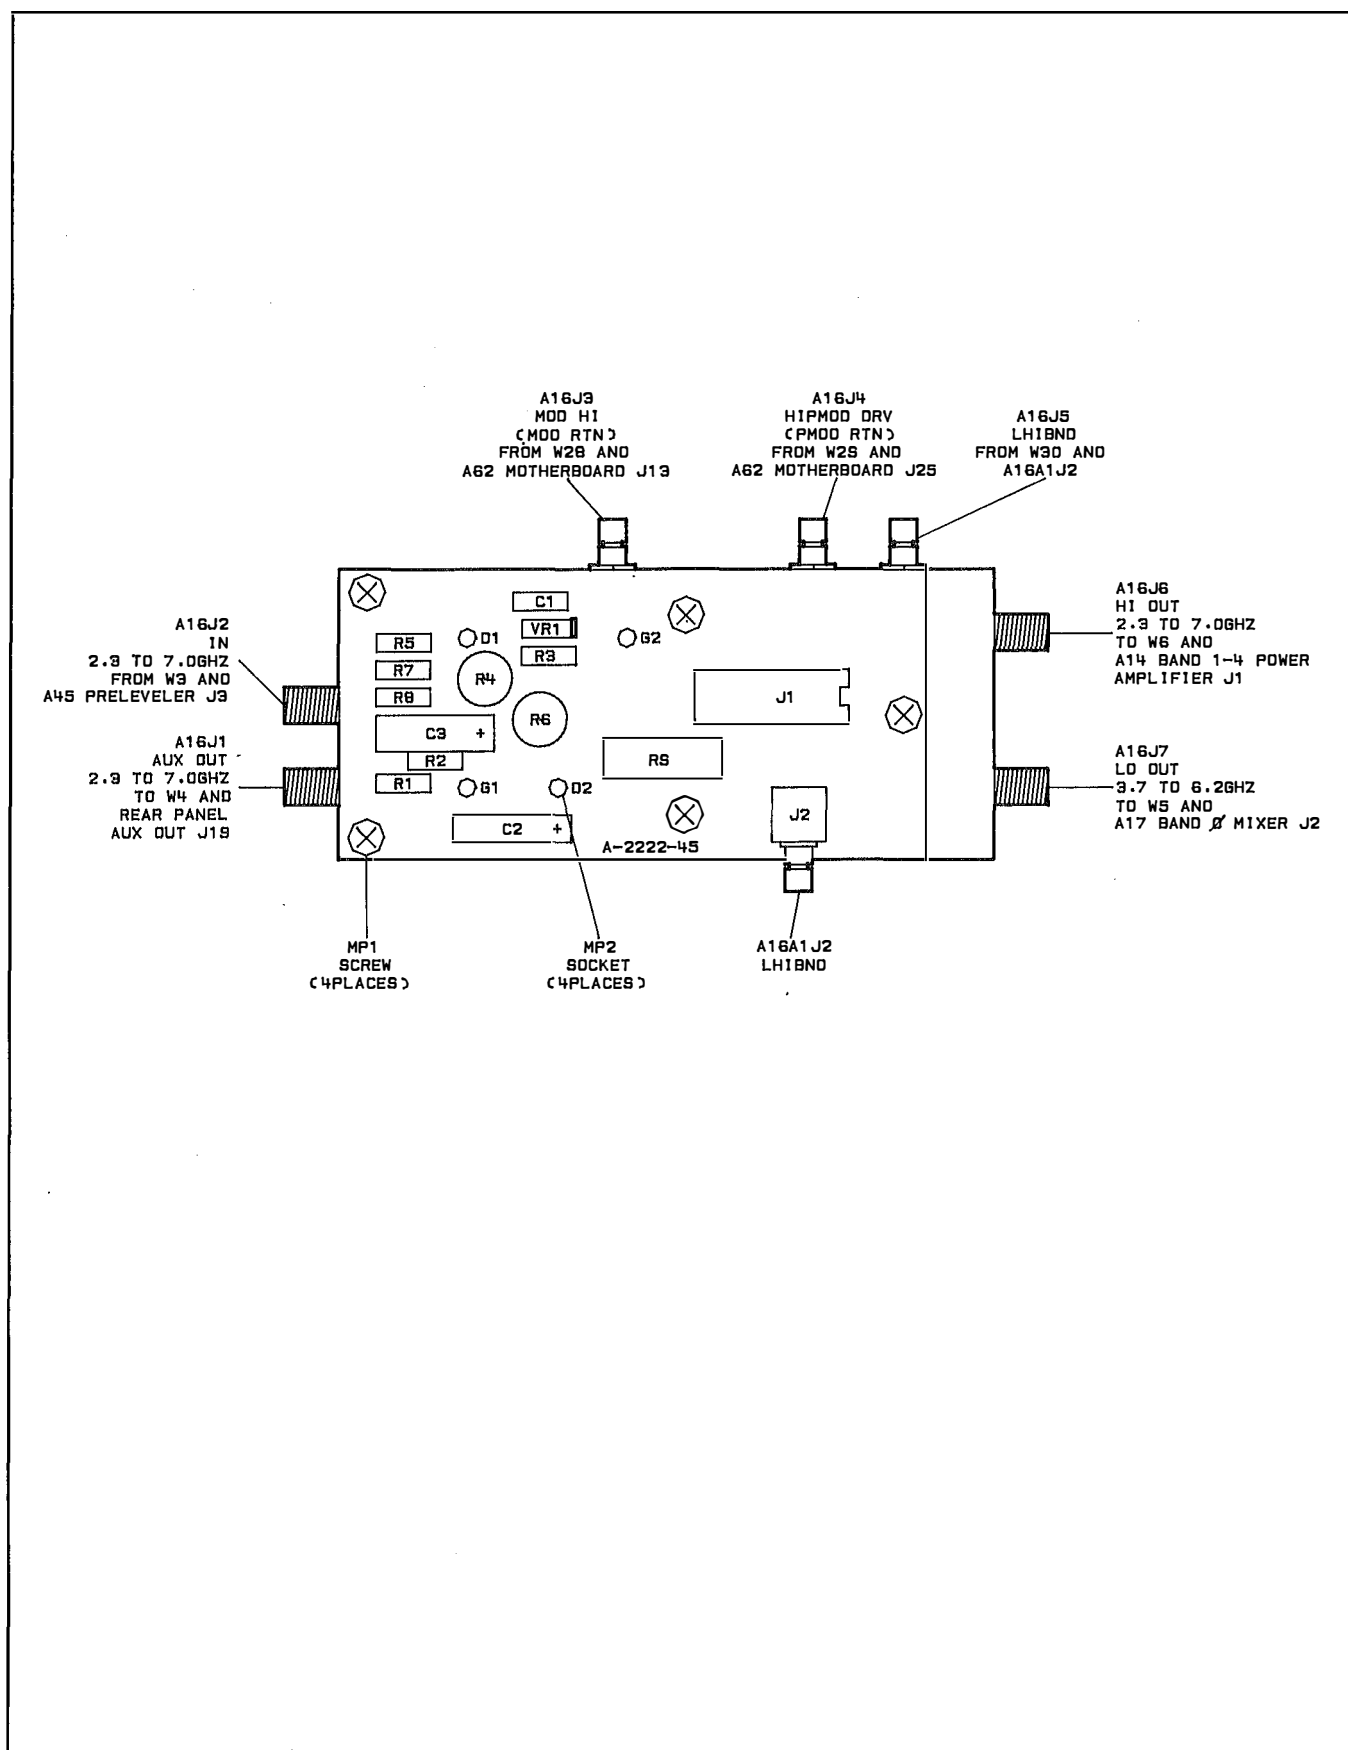 A16J3
MOD HI
(MOD RTN)
FROM W28 AND
A62 MOTHERBOARD J13
A16J4
HIPMOD DRV
(PMOD RTN)
FROM W29 AND
A62 MOTHERBOARD J25
A16J5
LHIBND
FROM W30 AND
A16A1J2
A16J2
IN
2.3 TO 7.0GHZ
FROM W3 AND
A45 PRELEVELER J3
A16J1
AUX OUT
2.3 TO 7.0GHZ
TO W4 AND
REAR PANEL
AUX OUT J19
C1
VR1
R3
D1
G2
R5
R7
R8
R4
R6
C3 +
R2
R1
G1
D2
C2 +
R9
J1
J2
A-2222-45
A16J6
HI OUT
2.3 TO 7.0GHZ
TO W6 AND
A14 BAND 1-4 POWER
AMPLIFIER J1
A16J7
LO OUT
3.7 TO 6.2GHZ
TO W5 AND
A17 BAND Ø MIXER J2
MP1
SCREW
(4PLACES)
MP2
SOCKET
(4PLACES)
A16A1J2
LHIBND